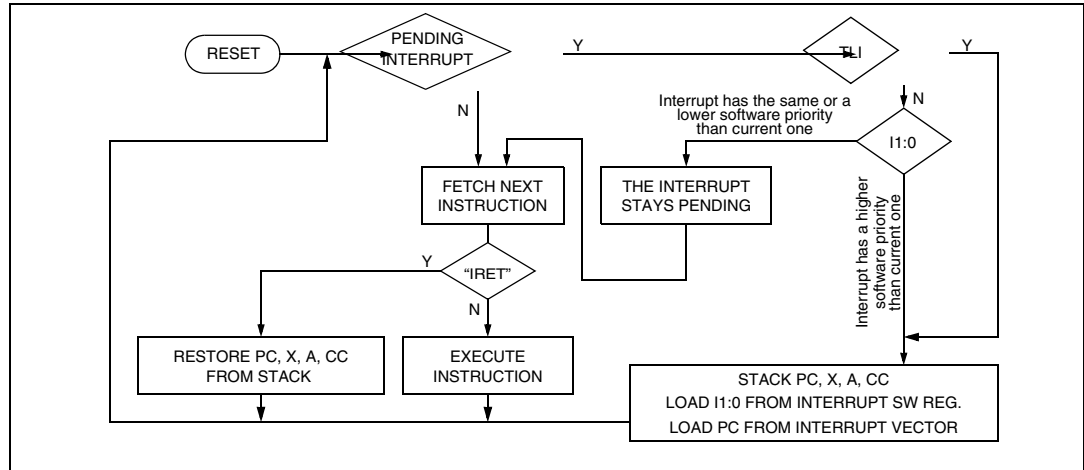 RESET
PENDING
INTERRUPT
Y
TLI
Y
N
Interrupt has the same or a
lower software priority
than current one
N
I1:0
FETCH NEXT
INSTRUCTION
THE INTERRUPT
STAYS PENDING
Interrupt has a higher
software priority
than current one
Y
“IRET”
N
RESTORE PC, X, A, CC
FROM STACK
EXECUTE
INSTRUCTION
STACK PC, X, A, CC
LOAD I1:0 FROM INTERRUPT SW REG.
LOAD PC FROM INTERRUPT VECTOR